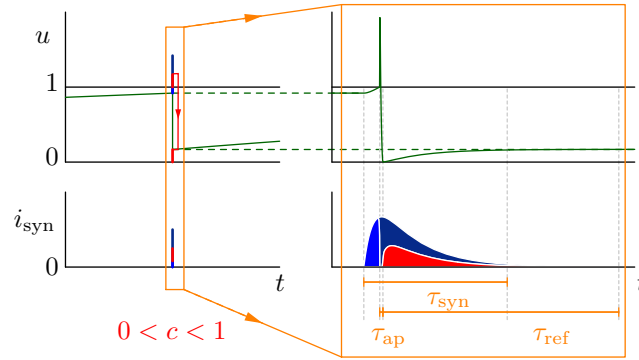 u
1
0
i_syn
0
t
0 < c < 1
τ_syn
τ_ap
τ_ref